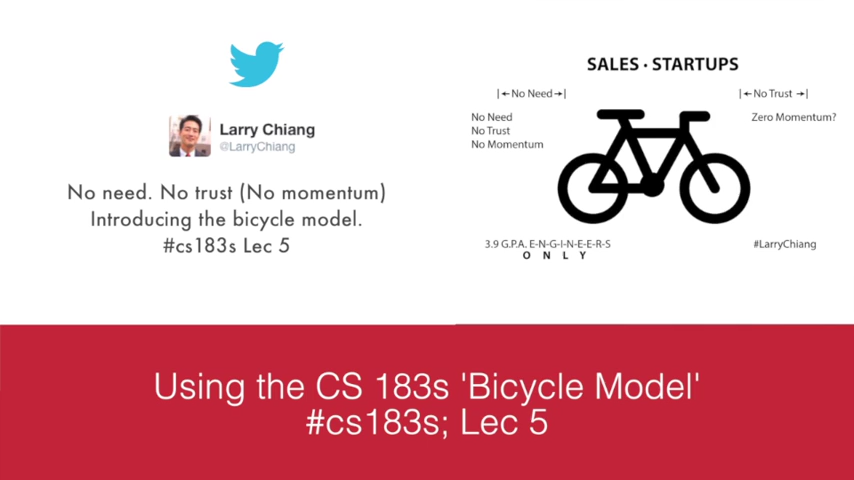 Larry Chiang
@LarryChiang
No need. No trust (No momentum)
Introducing the bicycle model.
#cs183s Lec 5
SALES · STARTUPS
|←No Need→|
|←No Trust →|
No Need
No Trust
No Momentum
Zero Momentum?
3.9 G.P.A. E-N-G-I-N-E-E-R-S
O N L Y
#LarryChiang
Using the CS 183s 'Bicycle Model'
#cs183s; Lec 5